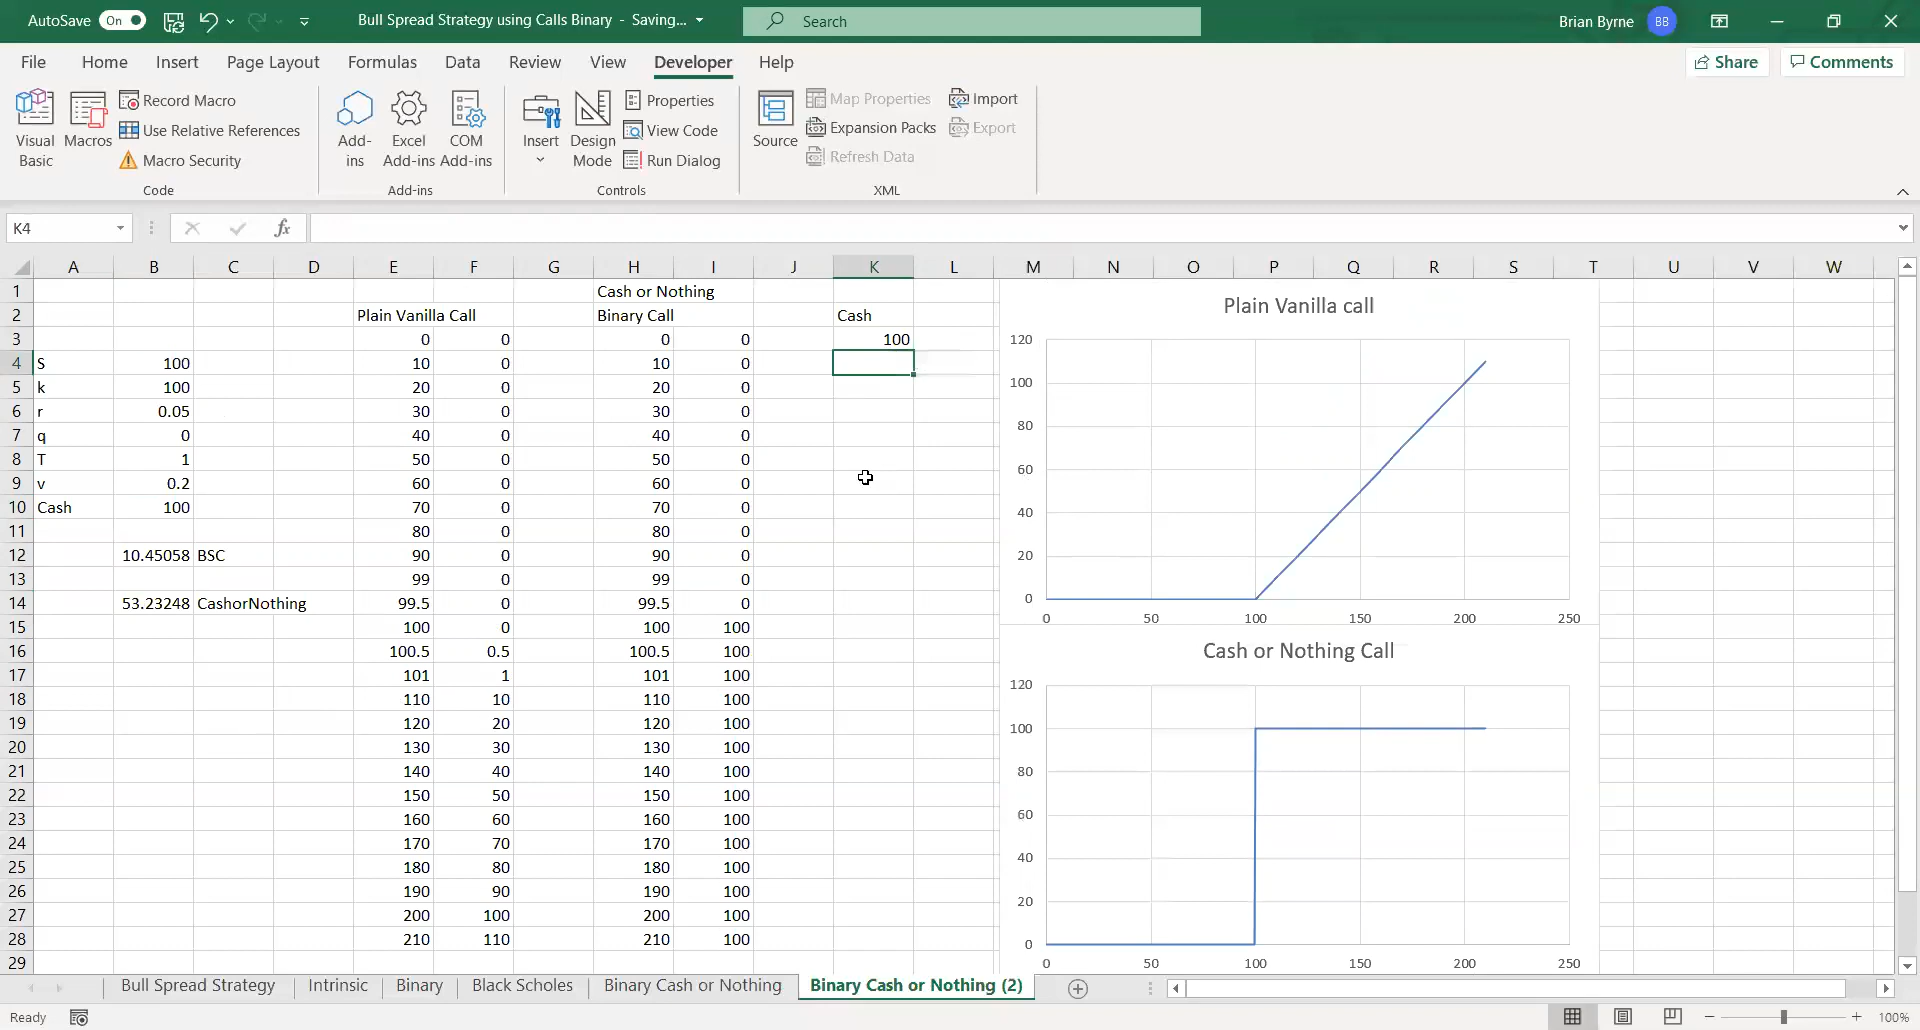 AutoSave On Bull Spread Strategy using Calls Binary - Saving... Search Brian Byrne BB
File Home Insert Page Layout Formulas Data Review View Developer Help Share Comments
Visual Basic
Macros
Record Macro
Use Relative References
Macro Security
Code
Add-ins
Excel Add-ins
COM Add-ins
Add-ins
Insert
Design Mode
Properties
View Code
Run Dialog
Controls
Source
Map Properties
Expansion Packs
Refresh Data
Import
Export
XML
K4 fx
A B C D E F G H I J K L M N O P Q R S T U V W
1 Cash or Nothing
2 Plain Vanilla Call Binary Call Cash
3 0 0 0 0 100
4 S 100 10 0 10 0
5 k 100 20 0 20 0
6 r 0.05 30 0 30 0
7 q 0 40 0 40 0
8 T 1 50 0 50 0
9 v 0.2 60 0 60 0
10 Cash 100 70 0 70 0
11 80 0 80 0
12 10.45058 BSC 90 0 90 0
13 99 0 99 0
14 53.23248 CashorNothing 99.5 0 99.5 0
15 100 0 100 100
16 100.5 0.5 100.5 100
17 101 1 101 100
18 110 10 110 100
19 120 20 120 100
20 130 30 130 100
21 140 40 140 100
22 150 50 150 100
23 160 60 160 100
24 170 70 170 100
25 180 80 180 100
26 190 90 190 100
27 200 100 200 100
28 210 110 210 100
29
Plain Vanilla call
120
100
80
60
40
20
0
0 50 100 150 200 250
Cash or Nothing Call
120
100
80
60
40
20
0
0 50 100 150 200 250
Bull Spread Strategy Intrinsic Binary Black Scholes Binary Cash or Nothing Binary Cash or Nothing (2)
Ready 100%